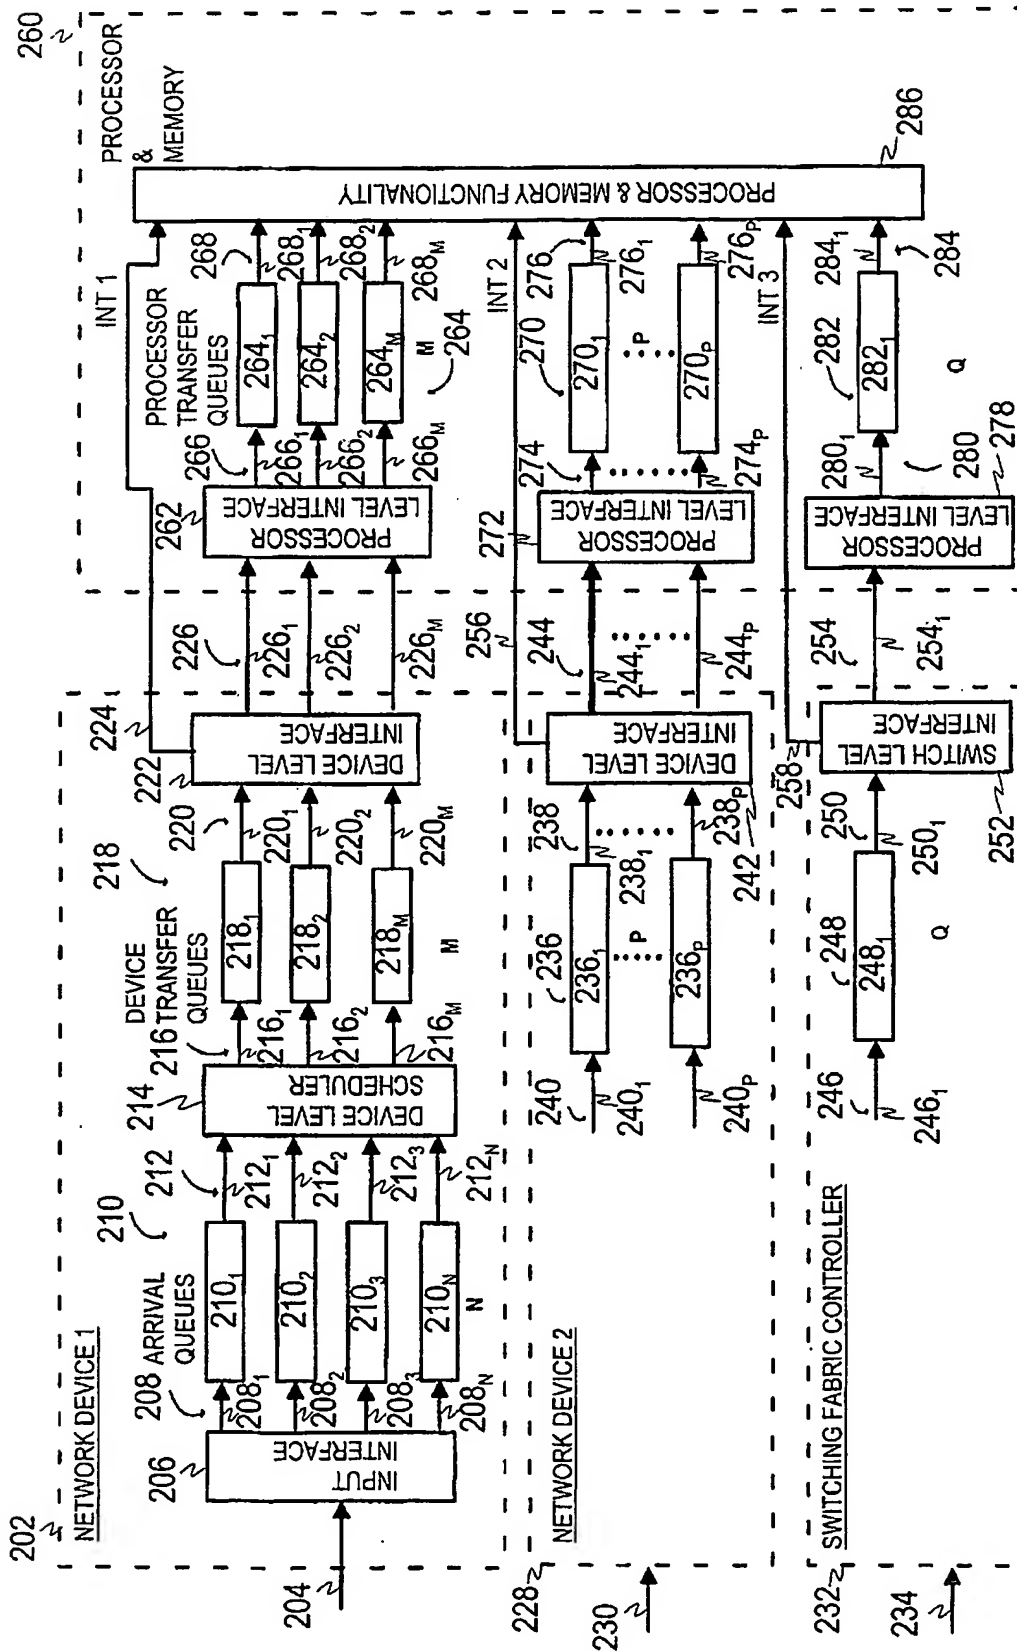 202
NETWORK DEVICE 1
204
206
INPUT
INTERFACE
208
208₁
208₂
208₃
208N
ARRIVAL
QUEUES
210
210₁
210₂
210₃
210N
N
212
212₁
212₂
212₃
212N
214
DEVICE LEVEL
SCHEDULER
216
216₁
216₂
216M
DEVICE
TRANSFER
QUEUES
218
218₁
218₂
218M
M
220
220₁
220₂
220M
222
DEVICE LEVEL
INTERFACE
224
226
226₁
226₂
226M
260
PROCESSOR
&
MEMORY
INT 1
262
PROCESSOR
LEVEL INTERFACE
266
266₁
266₂
266M
PROCESSOR
TRANSFER
QUEUES
264₁
264₂
264M
M
264
268
268₁
268₂
268M
PROCESSOR & MEMORY FUNCTIONALITY
286
228
230
NETWORK DEVICE 2
240
240₁
240P
236
236₁
P
236P
238
238₁
238P
DEVICE LEVEL
INTERFACE
242
256
244
244₁
244P
INT 2
272
PROCESSOR
LEVEL INTERFACE
274
274P
270
270₁
P
270P
276
276₁
276P
232
234
SWITCHING FABRIC CONTROLLER
246
246₁
248
248₁
Q
250
250₁
SWITCH LEVEL
INTERFACE
252
258
254
254₁
INT 3
PROCESSOR
LEVEL INTERFACE
278
280₁
280
282
282₁
Q
284₁
284